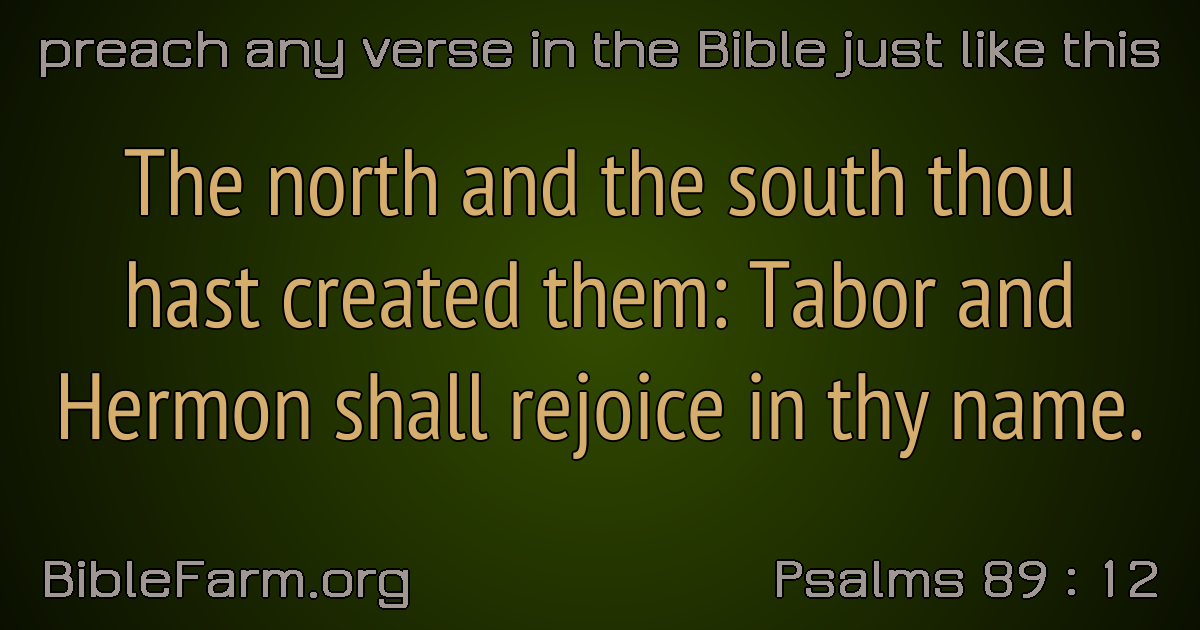 preach any verse in the Bible just like this
The north and the south thou
hast created them: Tabor and
Hermon shall rejoice in thy name.
BibleFarm.org
Psalms 89 : 12